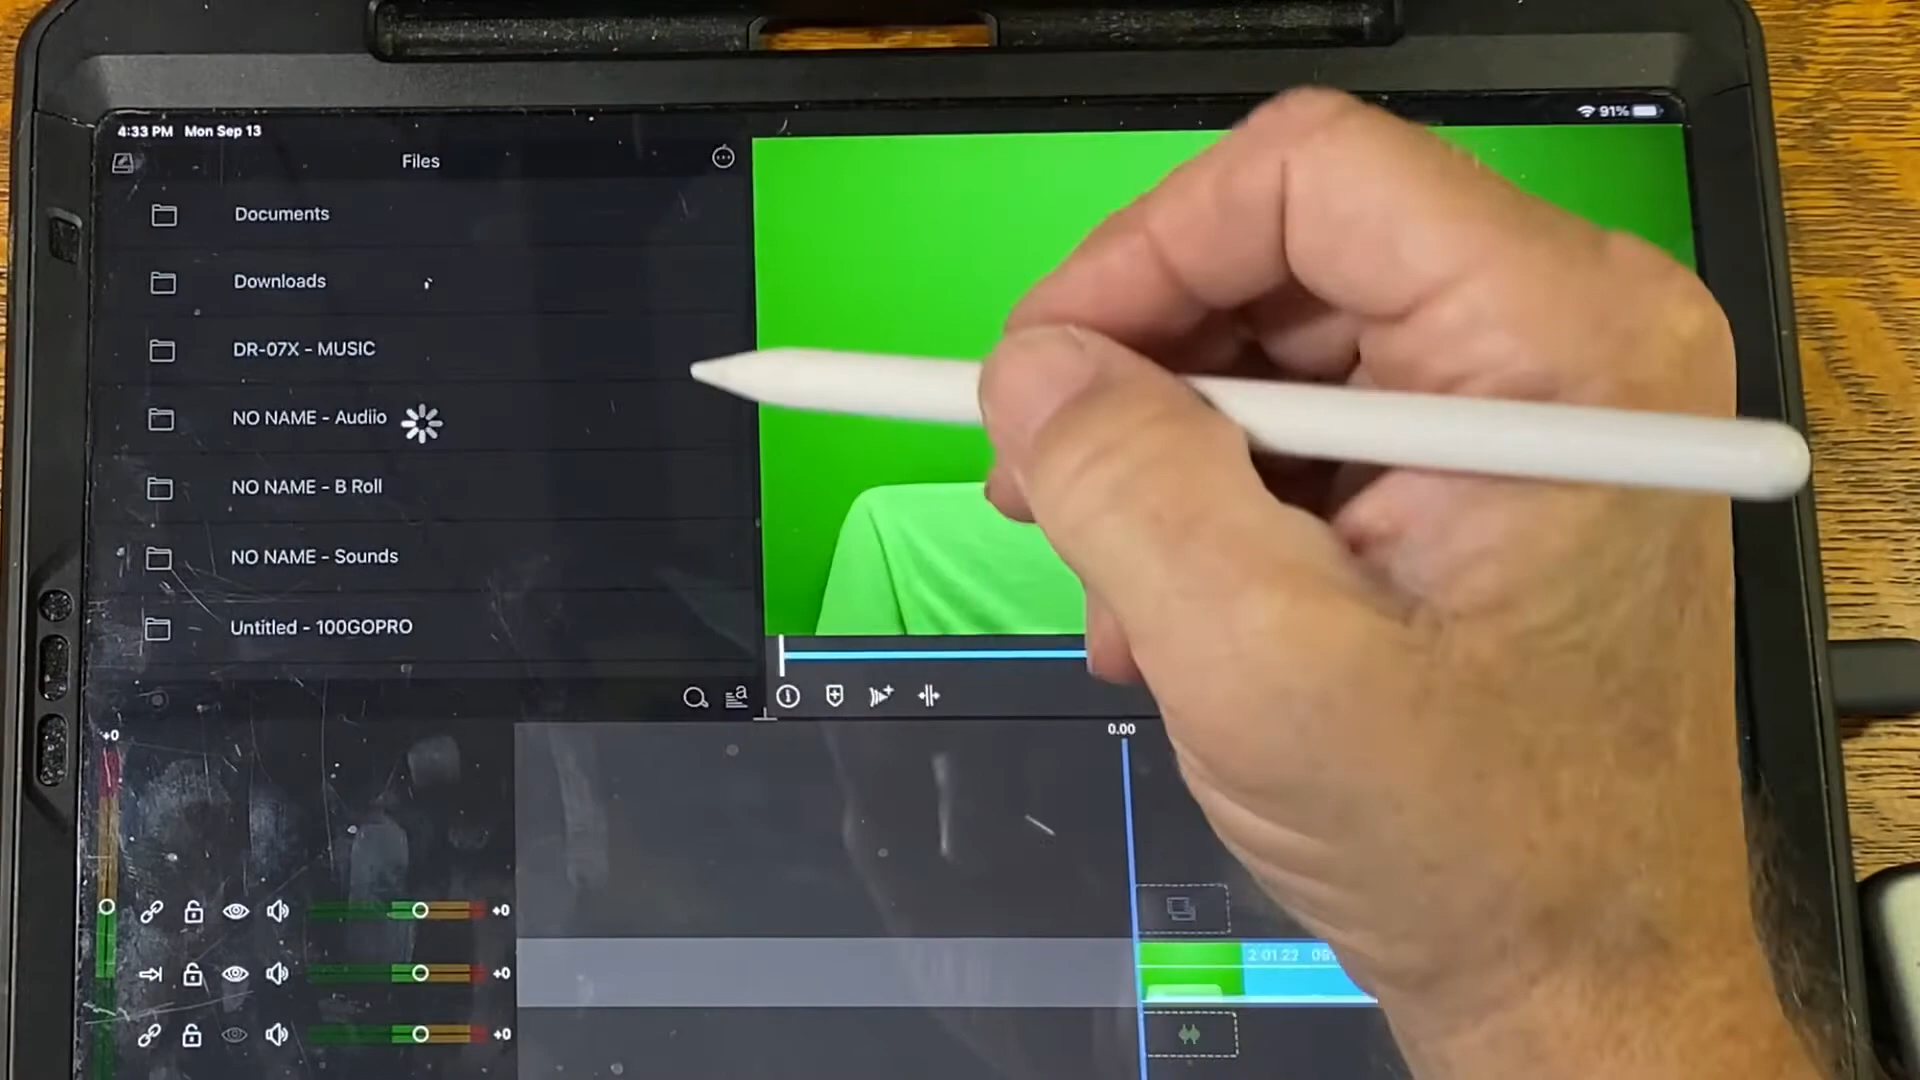 4:33 PM Mon Sep 13
91%
Files
Documents
Downloads
DR-07X - MUSIC
NO NAME - Audiio
NO NAME - B Roll
NO NAME - Sounds
Untitled - 100GOPRO
a
+0
0.00
+0
2:01.22
+0
+0